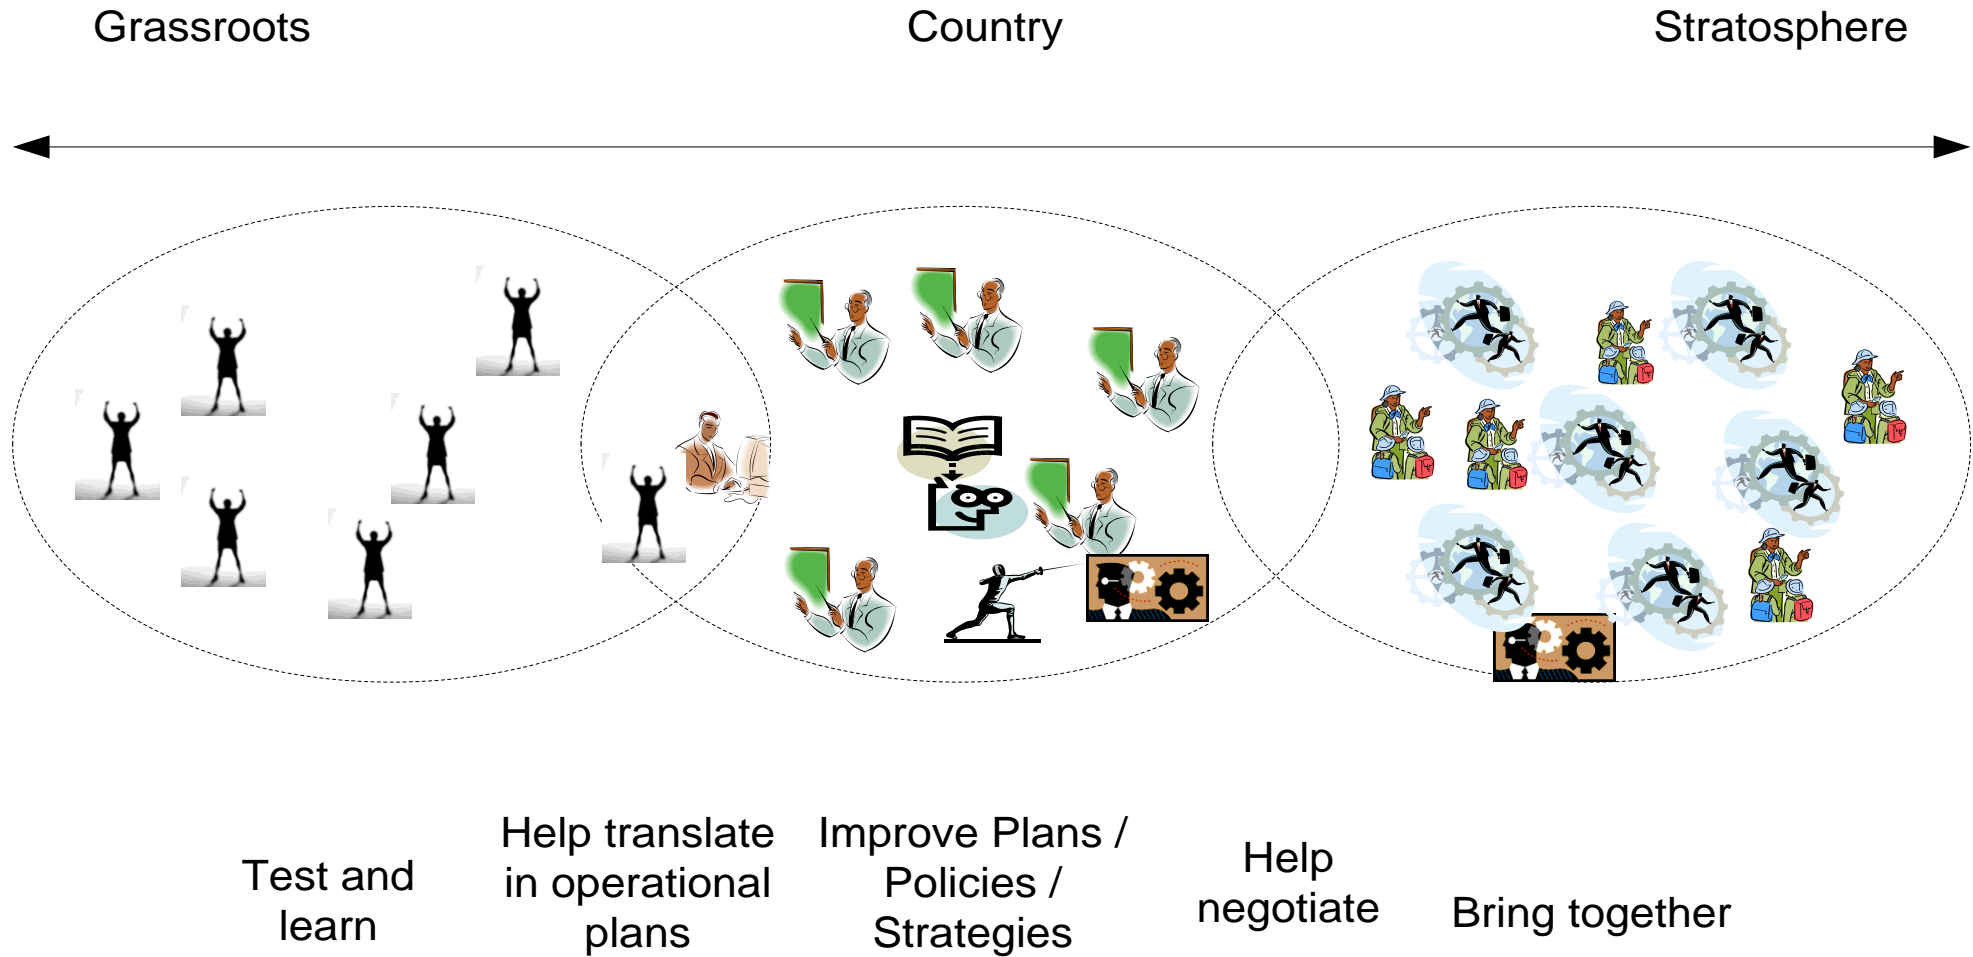 Grassroots
Country
Stratosphere
Test and
learn
Help translate
in operational
plans
Improve Plans /
Policies /
Strategies
Help
negotiate
Bring together